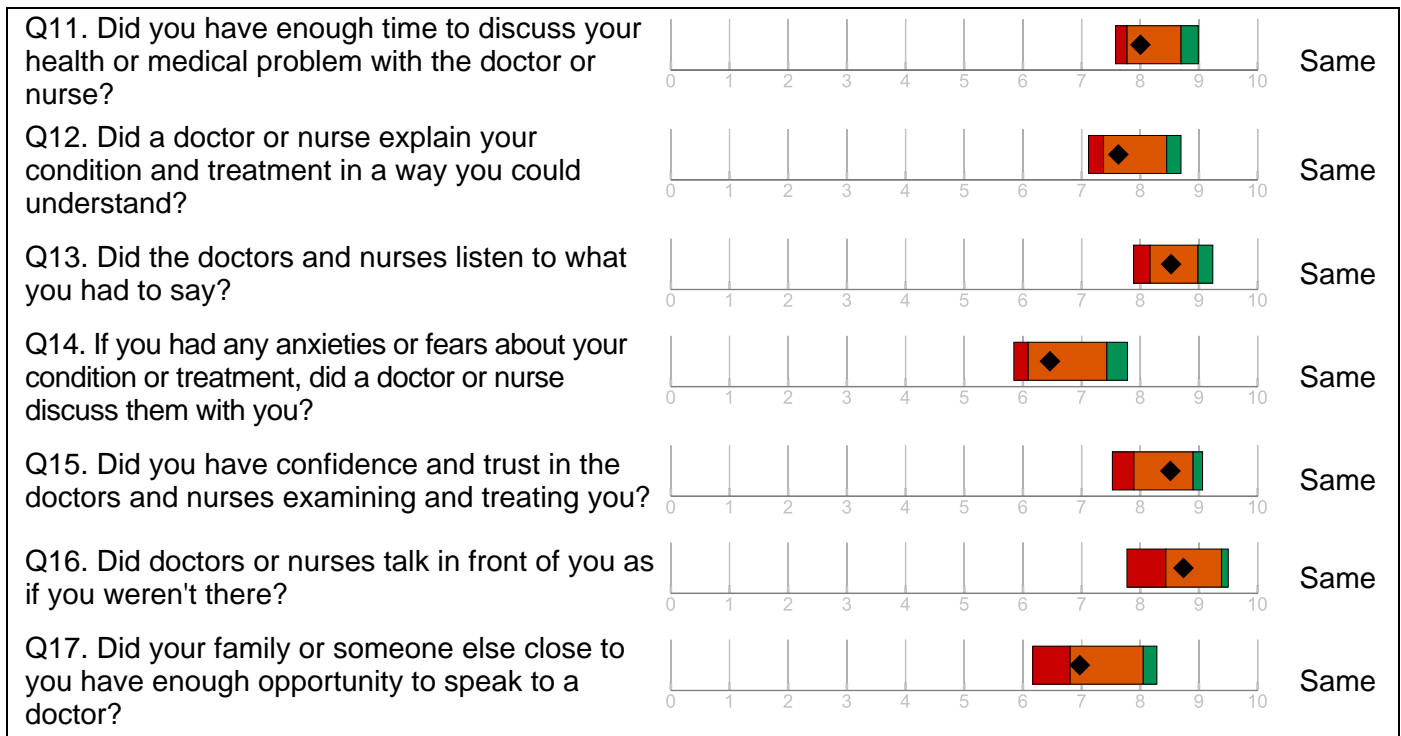 Q11. Did you have enough time to discuss your
health or medical problem with the doctor or
nurse?
0 1 2 3 4 5 6 7 8 9 10
Same
Q12. Did a doctor or nurse explain your
condition and treatment in a way you could
understand?
0 1 2 3 4 5 6 7 8 9 10
Same
Q13. Did the doctors and nurses listen to what
you had to say?
0 1 2 3 4 5 6 7 8 9 10
Same
Q14. If you had any anxieties or fears about your
condition or treatment, did a doctor or nurse
discuss them with you?
0 1 2 3 4 5 6 7 8 9 10
Same
Q15. Did you have confidence and trust in the
doctors and nurses examining and treating you?
0 1 2 3 4 5 6 7 8 9 10
Same
Q16. Did doctors or nurses talk in front of you as
if you weren't there?
0 1 2 3 4 5 6 7 8 9 10
Same
Q17. Did your family or someone else close to
you have enough opportunity to speak to a
doctor?
0 1 2 3 4 5 6 7 8 9 10
Same